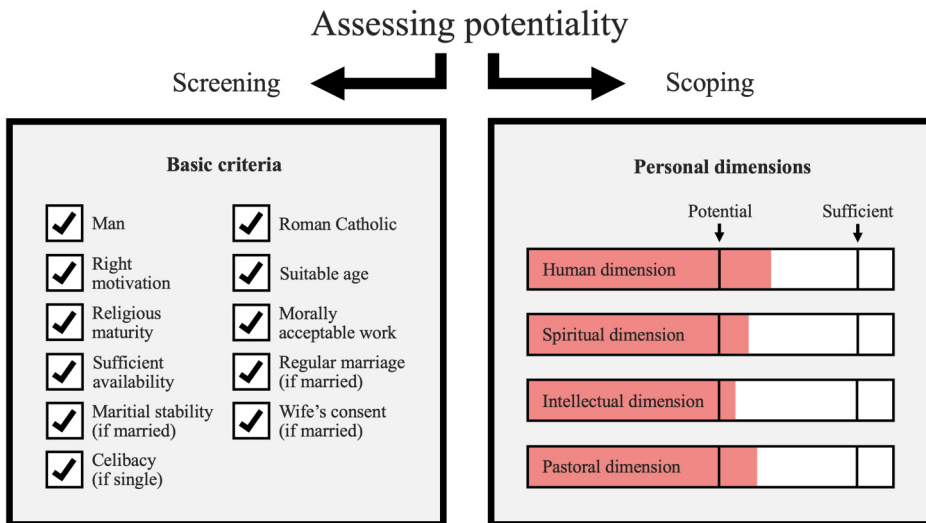 Assessing potentiality
Screening
Scoping
Basic criteria
Man
Right
motivation
Religious
maturity
Sufficient
availability
Maritial stability
(if married)
Celibacy
(if single)
Roman Catholic
Suitable age
Morally
acceptable work
Regular marriage
(if married)
Wife's consent
(if married)
Personal dimensions
Potential
Sufficient
Human dimension
Spiritual dimension
Intellectual dimension
Pastoral dimension